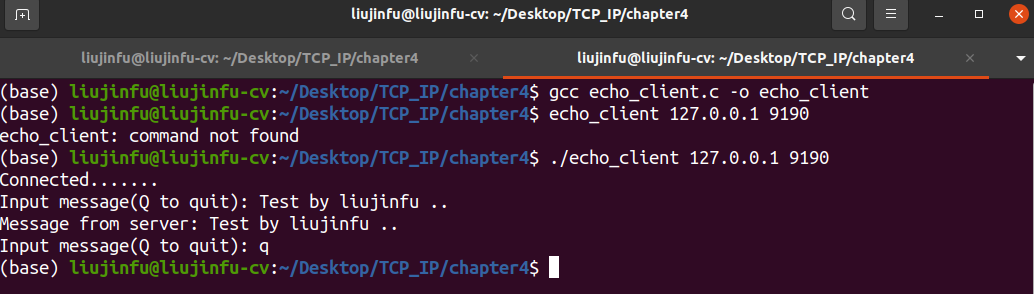 liujinfu@liujinfu-cv: ~/Desktop/TCP_IP/chapter4
liujinfu@liujinfu-cv: ~/Desktop/TCP_IP/chapter4
liujinfu@liujinfu-cv: ~/Desktop/TCP_IP/chapter4
(base) liujinfu@liujinfu-cv:~/Desktop/TCP_IP/chapter4$ gcc echo_client.c -o echo_client
(base) liujinfu@liujinfu-cv:~/Desktop/TCP_IP/chapter4$ echo_client 127.0.0.1 9190
echo_client: command not found
(base) liujinfu@liujinfu-cv:~/Desktop/TCP_IP/chapter4$ ./echo_client 127.0.0.1 9190
Connected.......
Input message(Q to quit): Test by liujinfu ..
Message from server: Test by liujinfu ..
Input message(Q to quit): q
(base) liujinfu@liujinfu-cv:~/Desktop/TCP_IP/chapter4$